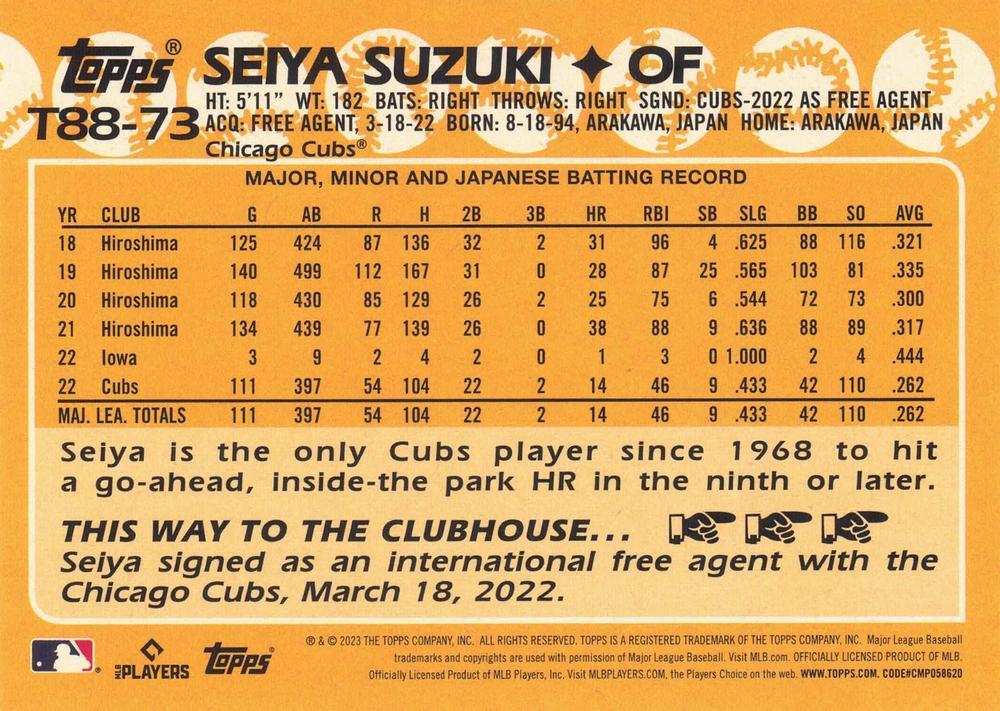 Topps®
SEIYA SUZUKI ✦ OF
T88-73
HT: 5'11" WT: 182 BATS: RIGHT THROWS: RIGHT SGND: CUBS-2022 AS FREE AGENT
ACQ: FREE AGENT, 3-18-22 BORN: 8-18-94, ARAKAWA, JAPAN HOME: ARAKAWA, JAPAN
Chicago Cubs®
MAJOR, MINOR AND JAPANESE BATTING RECORD
YR CLUB G AB R H 2B 3B HR RBI SB SLG BB SO AVG
18 Hiroshima 125 424 87 136 32 2 31 96 4 .625 88 116 .321
19 Hiroshima 140 499 112 167 31 0 28 87 25 .565 103 81 .335
20 Hiroshima 118 430 85 129 26 2 25 75 6 .544 72 73 .300
21 Hiroshima 134 439 77 139 26 0 38 88 9 .636 88 89 .317
22 Iowa 3 9 2 4 2 0 1 3 0 1.000 2 4 .444
22 Cubs 111 397 54 104 22 2 14 46 9 .433 42 110 .262
MAJ. LEA. TOTALS 111 397 54 104 22 2 14 46 9 .433 42 110 .262
Seiya is the only Cubs player since 1968 to hit
a go-ahead, inside-the park HR in the ninth or later.
THIS WAY TO THE CLUBHOUSE...
Seiya signed as an international free agent with the
Chicago Cubs, March 18, 2022.
® & © 2023 THE TOPPS COMPANY, INC. ALL RIGHTS RESERVED. TOPPS IS A REGISTERED TRADEMARK OF THE TOPPS COMPANY, INC. Major League Baseball
trademarks and copyrights are used with permission of Major League Baseball. Visit MLB.com. OFFICIALLY LICENSED PRODUCT OF MLB.
Officially Licensed Product of MLB Players, Inc. Visit MLBPLAYERS.COM, the Players Choice on the web. WWW.TOPPS.COM. CODE#CMP058620
MLB PLAYERS
Topps®